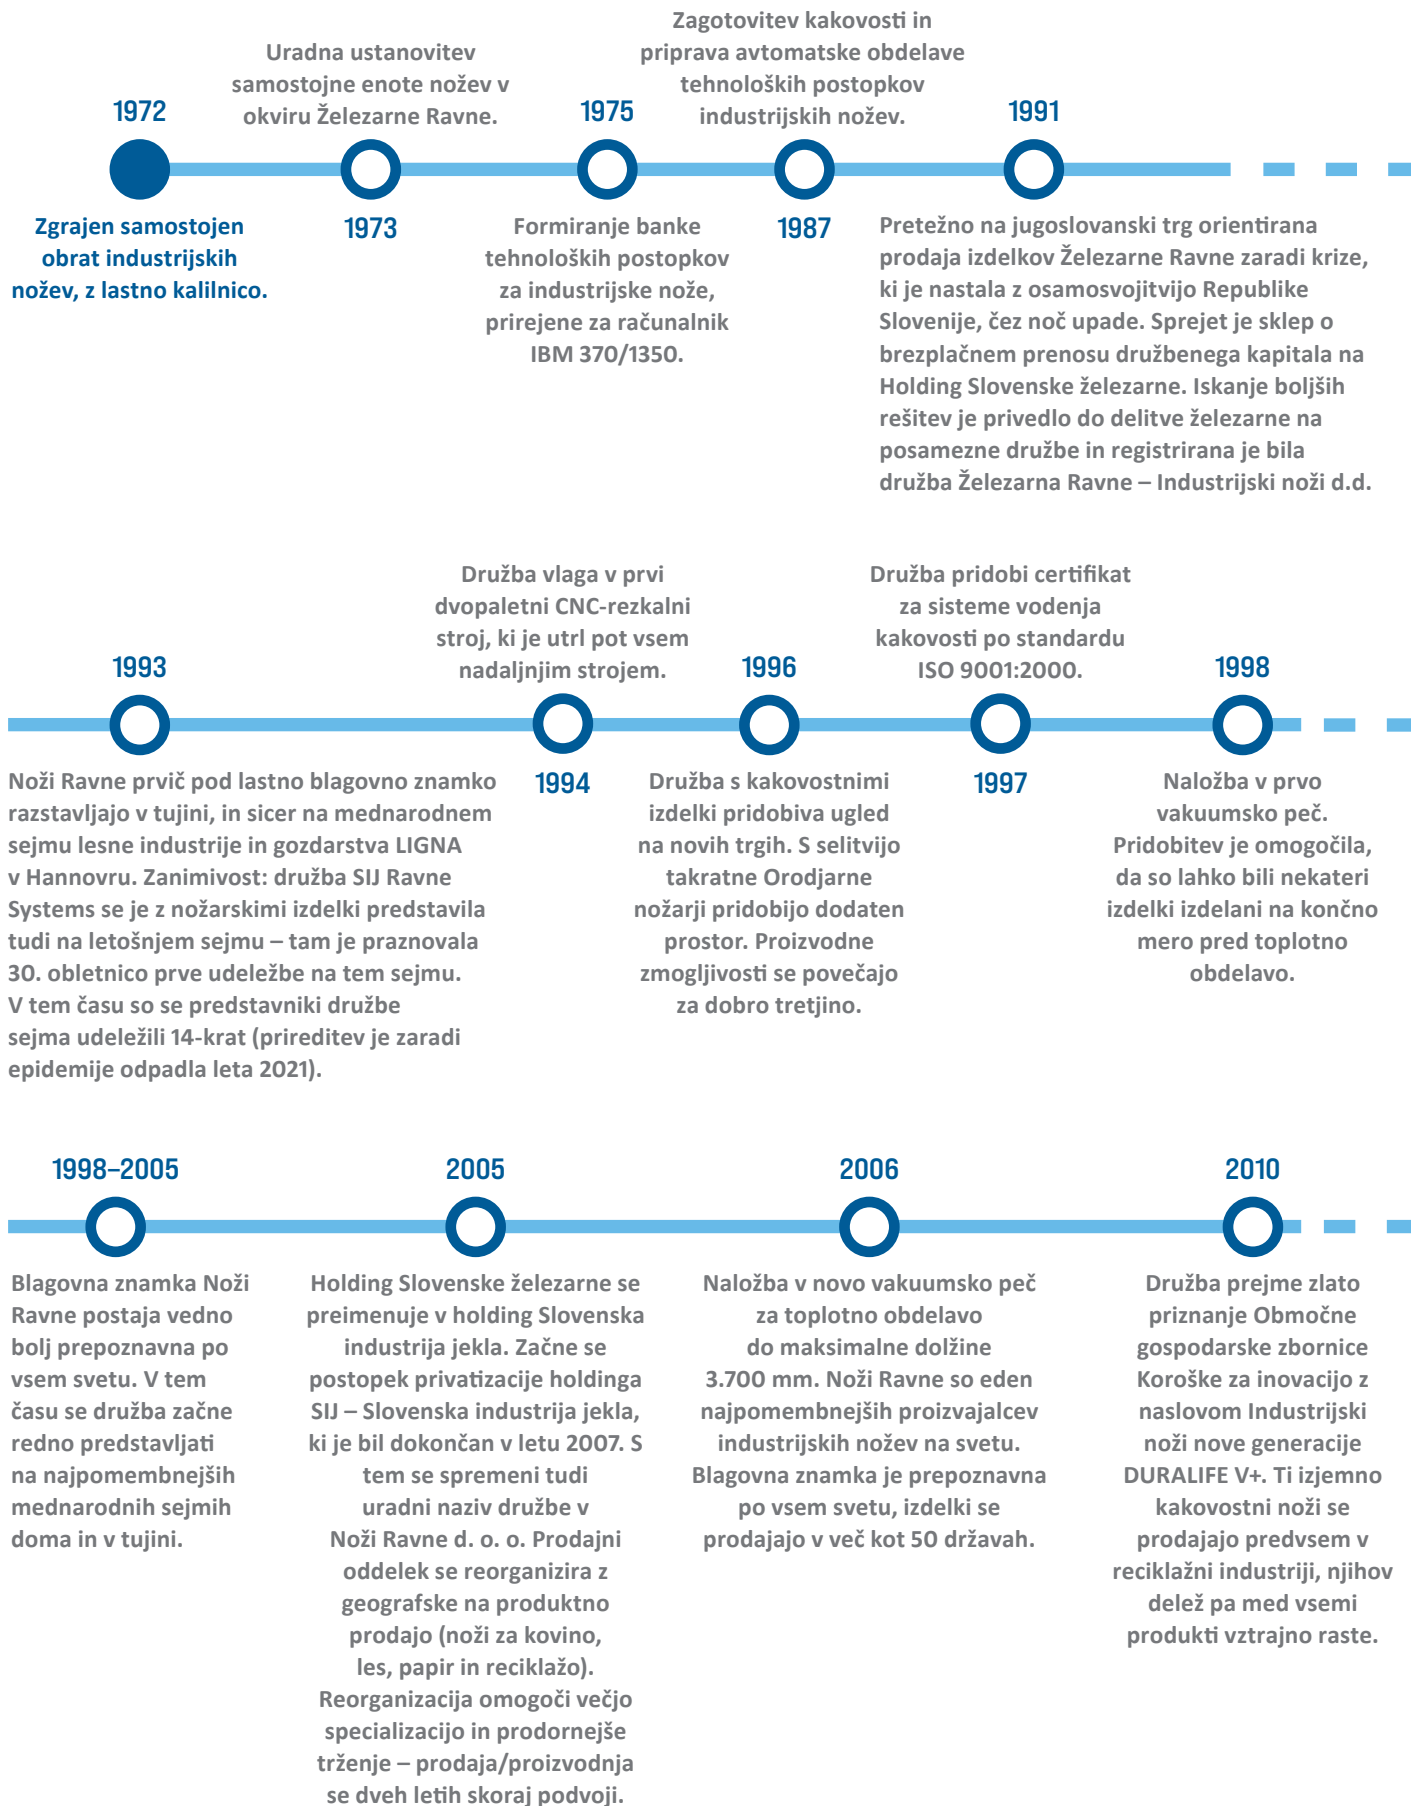 1972
Zgrajen samostojen
obrat industrijskih
nožev, z lastno kalilnico.
Uradna ustanovitev
samostojne enote nožev v
okviru Železarne Ravne.
1973
1975
Formiranje banke
tehnoloških postopkov
za industrijske nože,
prirejene za računalnik
IBM 370/1350.
Zagotovitev kakovosti in
priprava avtomatske obdelave
tehnoloških postopkov
industrijskih nožev.
1987
1991
Pretežno na jugoslovanski trg orientirana
prodaja izdelkov Železarne Ravne zaradi krize,
ki je nastala z osamosvojitvijo Republike
Slovenije, čez noč upade. Sprejet je sklep o
brezplačnem prenosu družbenega kapitala na
Holding Slovenske železarne. Iskanje boljših
rešitev je privedlo do delitve železarne na
posamezne družbe in registrirana je bila
družba Železarna Ravne – Industrijski noži d.d.
1993
Noži Ravne prvič pod lastno blagovno znamko
razstavljajo v tujini, in sicer na mednarodnem
sejmu lesne industrije in gozdarstva LIGNA
v Hannovru. Zanimivost: družba SIJ Ravne
Systems se je z nožarskimi izdelki predstavila
tudi na letošnjem sejmu – tam je praznovala
30. obletnico prve udeležbe na tem sejmu.
V tem času so se predstavniki družbe
sejma udeležili 14-krat (prireditev je zaradi
epidemije odpadla leta 2021).
Družba vlaga v prvi
dvopaletni CNC-rezkalni
stroj, ki je utrl pot vsem
nadaljnjim strojem.
1994
1996
Družba s kakovostnimi
izdelki pridobiva ugled
na novih trgih. S selitvijo
takratne Orodjarne
nožarji pridobijo dodaten
prostor. Proizvodne
zmogljivosti se povečajo
za dobro tretjino.
Družba pridobi certifikat
za sisteme vodenja
kakovosti po standardu
ISO 9001:2000.
1997
1998
Naložba v prvo
vakuumsko peč.
Pridobitev je omogočila,
da so lahko bili nekateri
izdelki izdelani na končno
mero pred toplotno
obdelavo.
1998–2005
Blagovna znamka Noži
Ravne postaja vedno
bolj prepoznavna po
vsem svetu. V tem
času se družba začne
redno predstavljati
na najpomembnejših
mednarodnih sejmih
doma in v tujini.
2005
Holding Slovenske železarne se
preimenuje v holding Slovenska
industrija jekla. Začne se
postopek privatizacije holdinga
SIJ – Slovenska industrija jekla,
ki je bil dokončan v letu 2007. S
tem se spremeni tudi
uradni naziv družbe v
Noži Ravne d. o. o. Prodajni
oddelek se reorganizira z
geografske na produktno
prodajo (noži za kovino,
les, papir in reciklažo).
Reorganizacija omogoči večjo
specializacijo in prodornejše
trženje – prodaja/proizvodnja
se dveh letih skoraj podvoji.
2006
Naložba v novo vakuumsko peč
za toplotno obdelavo
do maksimalne dolžine
3.700 mm. Noži Ravne so eden
najpomembnejših proizvajalcev
industrijskih nožev na svetu.
Blagovna znamka je prepoznavna
po vsem svetu, izdelki se
prodajajo v več kot 50 državah.
2010
Družba prejme zlato
priznanje Območne
gospodarske zbornice
Koroške za inovacijo z
naslovom Industrijski
noži nove generacije
DURALIFE V+. Ti izjemno
kakovostni noži se
prodajajo predvsem v
reciklažni industriji, njihov
delež pa med vsemi
produkti vztrajno raste.